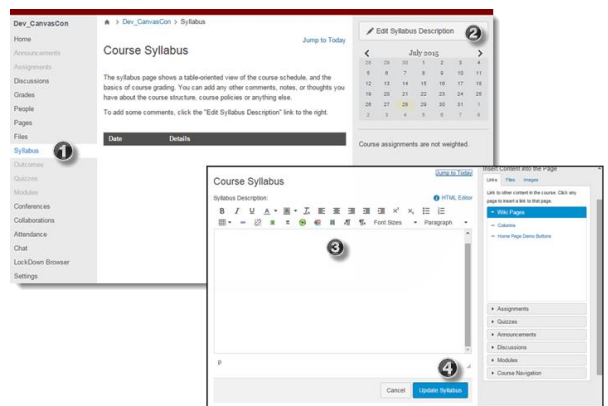 Dev_CanvasCon
Home
Announcements
Assignments
Discussions
Grades
People
Pages
Files
Syllabus
Outcomes
Quizzes
Modules
Conferences
Collaborations
Attendance
Chat
LockDown Browser
Settings
1
Dev_CanvasCon > Syllabus
Jump to Today
Course Syllabus
The syllabus page shows a table-oriented view of the course schedule, and the
basics of course grading. You can add any other comments, notes, or thoughts you
have about the course structure, course policies or anything else.
To add some comments, click the "Edit Syllabus Description" link to the right.
Date Details
Edit Syllabus Description
2
July 2015
28 29 30 1 2 3 4
5 6 7 8 9 10 11
12 13 14 15 16 17 18
19 20 21 22 23 24 25
26 27 28 29 30 31 1
2 3 4 5 6 7 8
Course assignments are not weighted.
Jump to Today
Course Syllabus
Syllabus Description:
HTML Editor
B I U A
Font Sizes Paragraph
3
p
4
Cancel Update Syllabus
Insert Content into the Page
Links Files Images
Link to other content in the course. Click any
page to insert a link to that page.
Wiki Pages
Columns
Home Page Demo Buttons
Assignments
Quizzes
Announcements
Discussions
Modules
Course Navigation